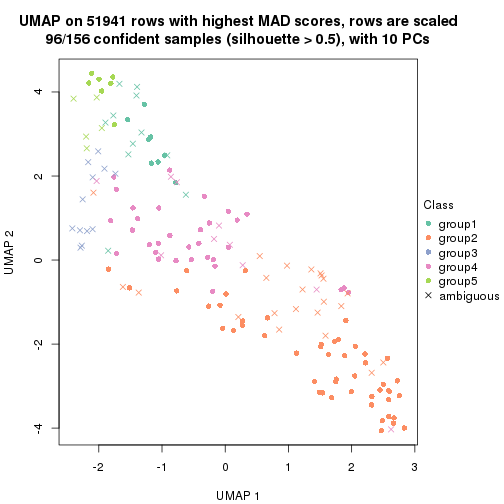 UMAP on 51941 rows with highest MAD scores, rows are scaled
96/156 confident samples (silhouette > 0.5), with 10 PCs
4
2
0
-2
-4
UMAP 2
-2
-1
0
1
2
3
UMAP 1
Class
group1
group2
group3
group4
group5
ambiguous